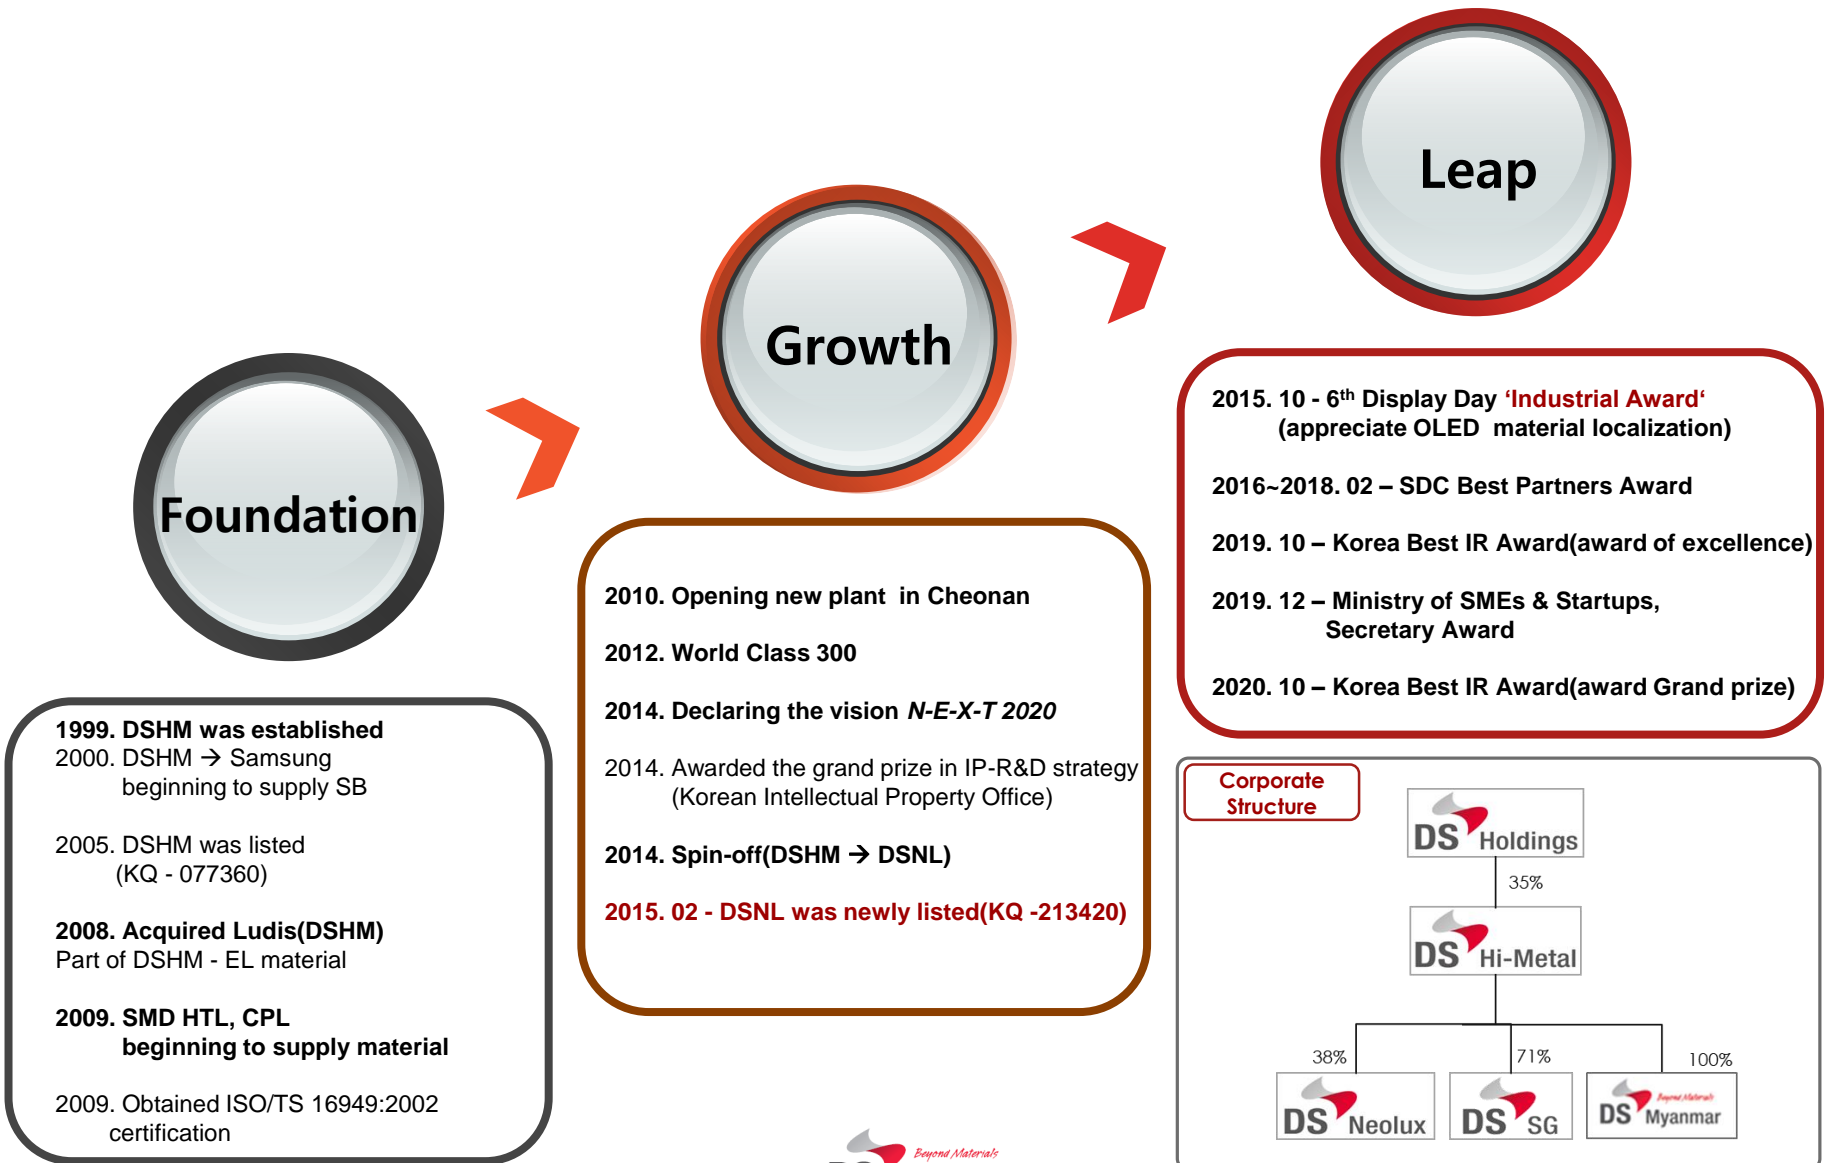 Foundation
1999. DSHM was established
2000. DSHM → Samsung
beginning to supply SB
2005. DSHM was listed
(KQ - 077360)
2008. Acquired Ludis(DSHM)
Part of DSHM - EL material
2009. SMD HTL, CPL
beginning to supply material
2009. Obtained ISO/TS 16949:2002
certification
Growth
2010. Opening new plant in Cheonan
2012. World Class 300
2014. Declaring the vision N-E-X-T 2020
2014. Awarded the grand prize in IP-R&D strategy
(Korean Intellectual Property Office)
2014. Spin-off(DSHM → DSNL)
2015. 02 - DSNL was newly listed(KQ -213420)
Leap
2015. 10 - 6th Display Day ‘Industrial Award‘
(appreciate OLED material localization)
2016~2018. 02 – SDC Best Partners Award
2019. 10 – Korea Best IR Award(award of excellence)
2019. 12 – Ministry of SMEs & Startups,
Secretary Award
2020. 10 – Korea Best IR Award(award Grand prize)
Corporate
Structure
DS Holdings
35%
DS Hi-Metal
38%
71%
100%
DS Neolux
DS SG
Beyond Materials
DS Myanmar
Beyond Materials
DS